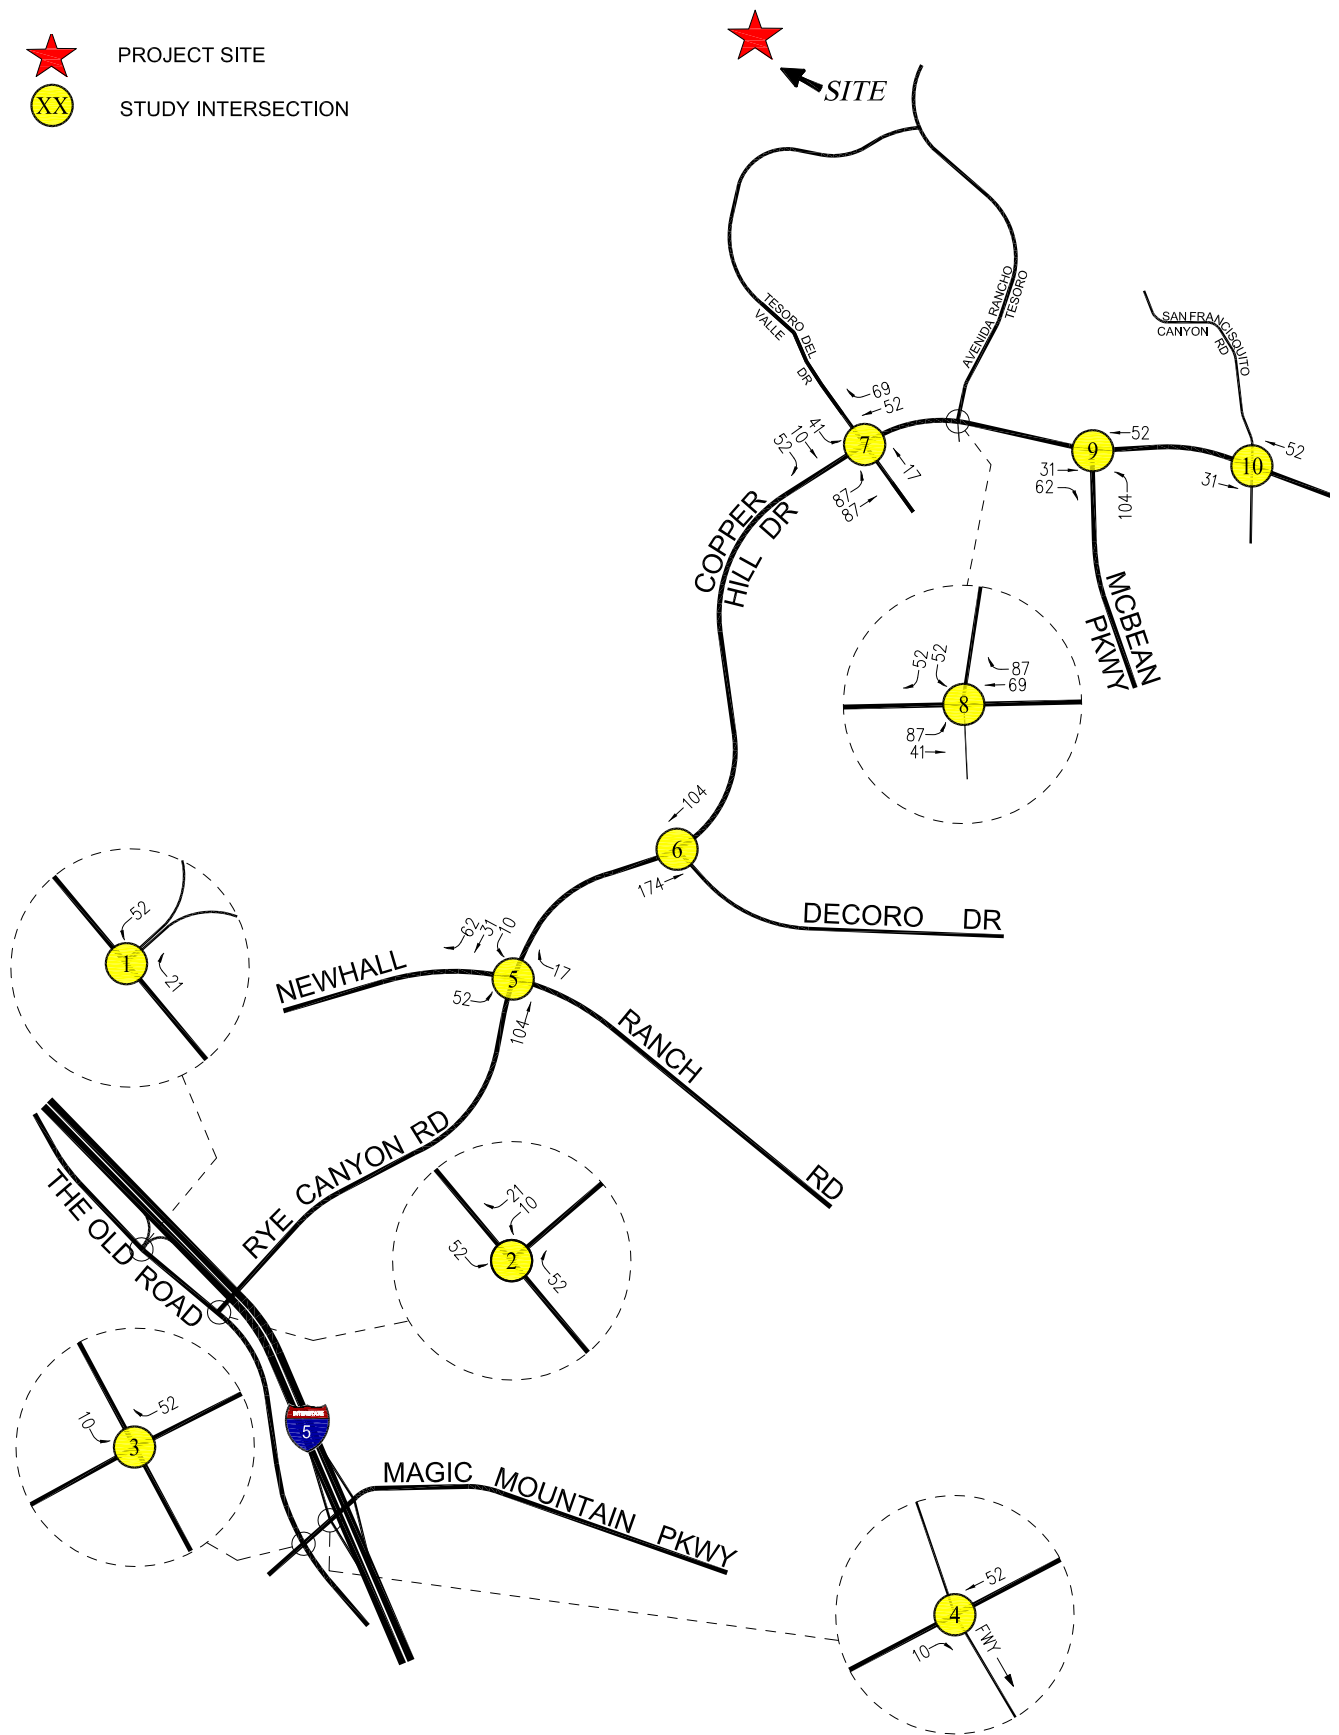 PROJECT SITE
XX
STUDY INTERSECTION
SITE
TESORO DEL
VALLE
DR
AVENIDA RANCHO
TESORO
SAN FRANCISQUITO
CANYON
RD
69
52
41
10
52
7
17
87
87
52
9
31
62
104
52
10
31
COPPER
HILL DR
MCBEAN
PKWY
52
52
87
69
8
87
41
104
6
174
DECORO DR
52
1
21
62
31
10
NEWHALL
5
17
52
104
RANCH
RD
RYE CANYON RD
THE OLD ROAD
21
10
52
2
52
52
10
3
5
MAGIC MOUNTAIN PKWY
52
4
10
FWY